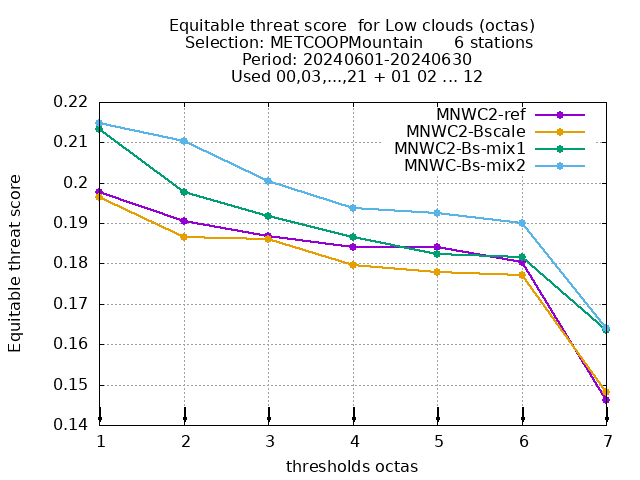 Equitable threat score  for Low clouds (octas)
Selection: METCOOPMountain      6 stations
Period: 20240601-20240630
Used 00,03,...,21 + 01 02 ... 12
MNWC2-ref
MNWC2-Bscale
MNWC2-Bs-mix1
MNWC-Bs-mix2
Equitable threat score
0.22
0.21
0.2
0.19
0.18
0.17
0.16
0.15
0.14
1 2 3 4 5 6 7
thresholds octas